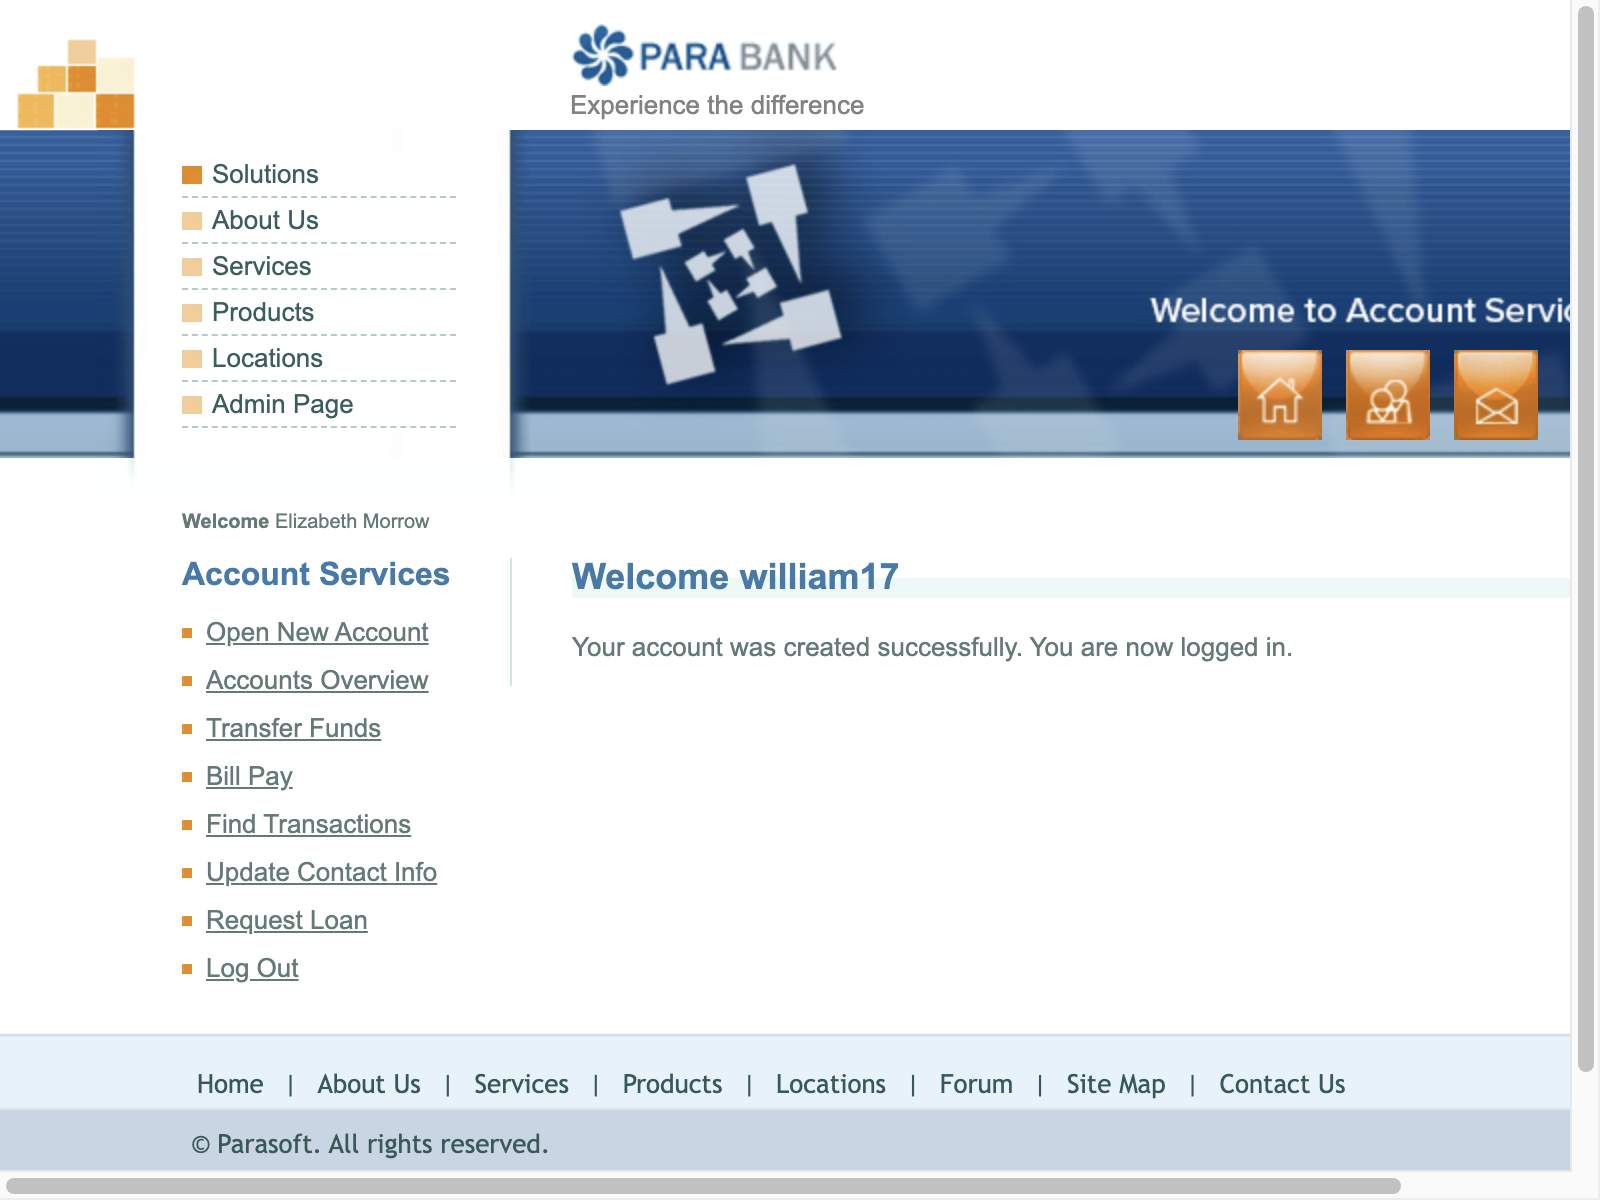 PARA BANK
Experience the difference
Solutions
About Us
Services
Products
Locations
Admin Page
Welcome to Account Servic
Welcome Elizabeth Morrow
Account Services
Open New Account
Accounts Overview
Transfer Funds
Bill Pay
Find Transactions
Update Contact Info
Request Loan
Log Out
Welcome william17
Your account was created successfully. You are now logged in.
Home | About Us | Services | Products | Locations | Forum | Site Map | Contact Us
© Parasoft. All rights reserved.